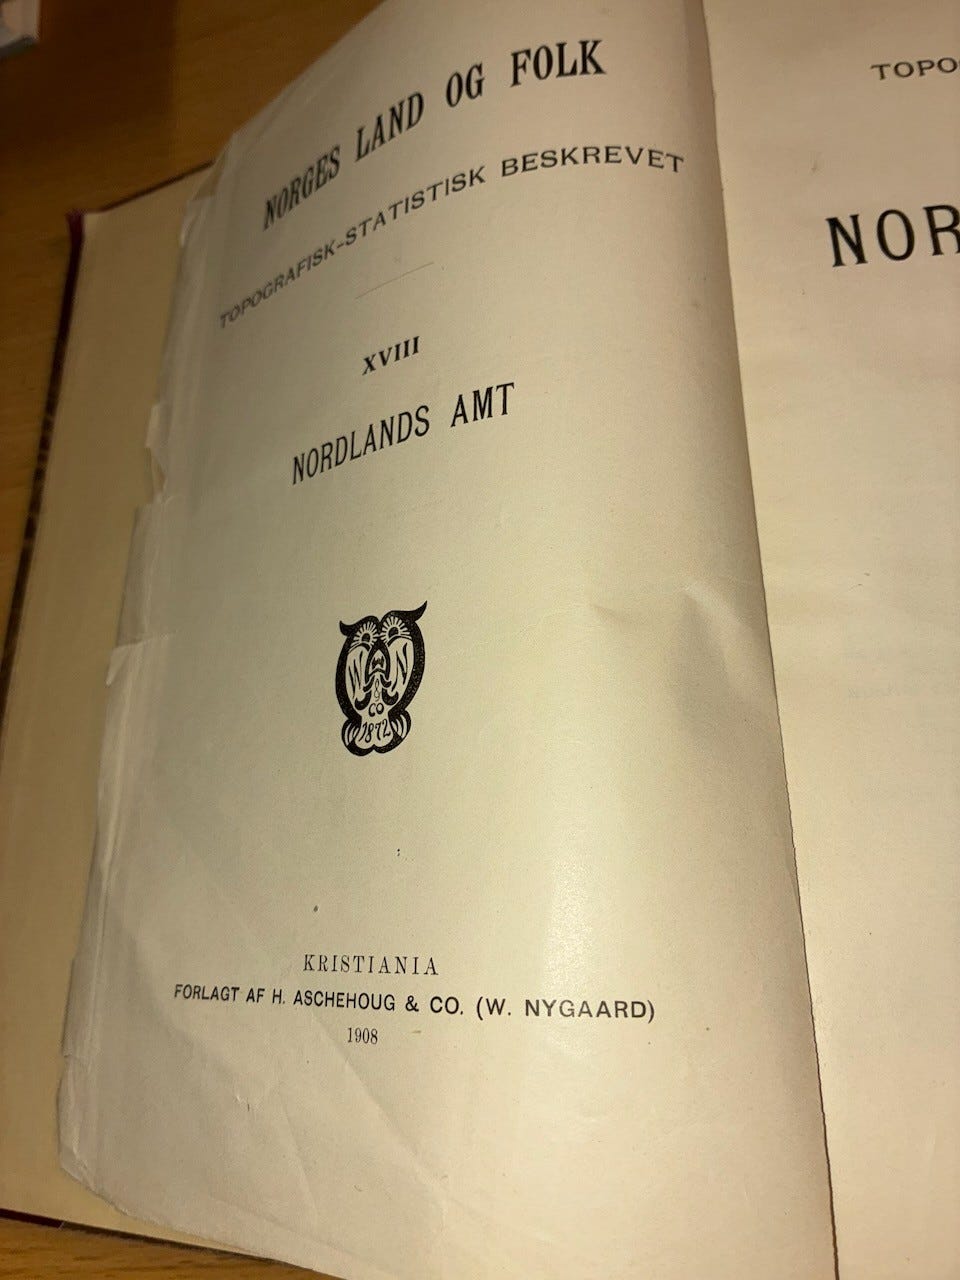 NORGES LAND OG FOLK
TOPOGRAFISK-STATISTISK BESKREVET
XVIII
NORDLANDS AMT
W N
& CO
1872
KRISTIANIA
FORLAGT AF H. ASCHEHOUG & CO. (W. NYGAARD)
1908
TOPO
NOR